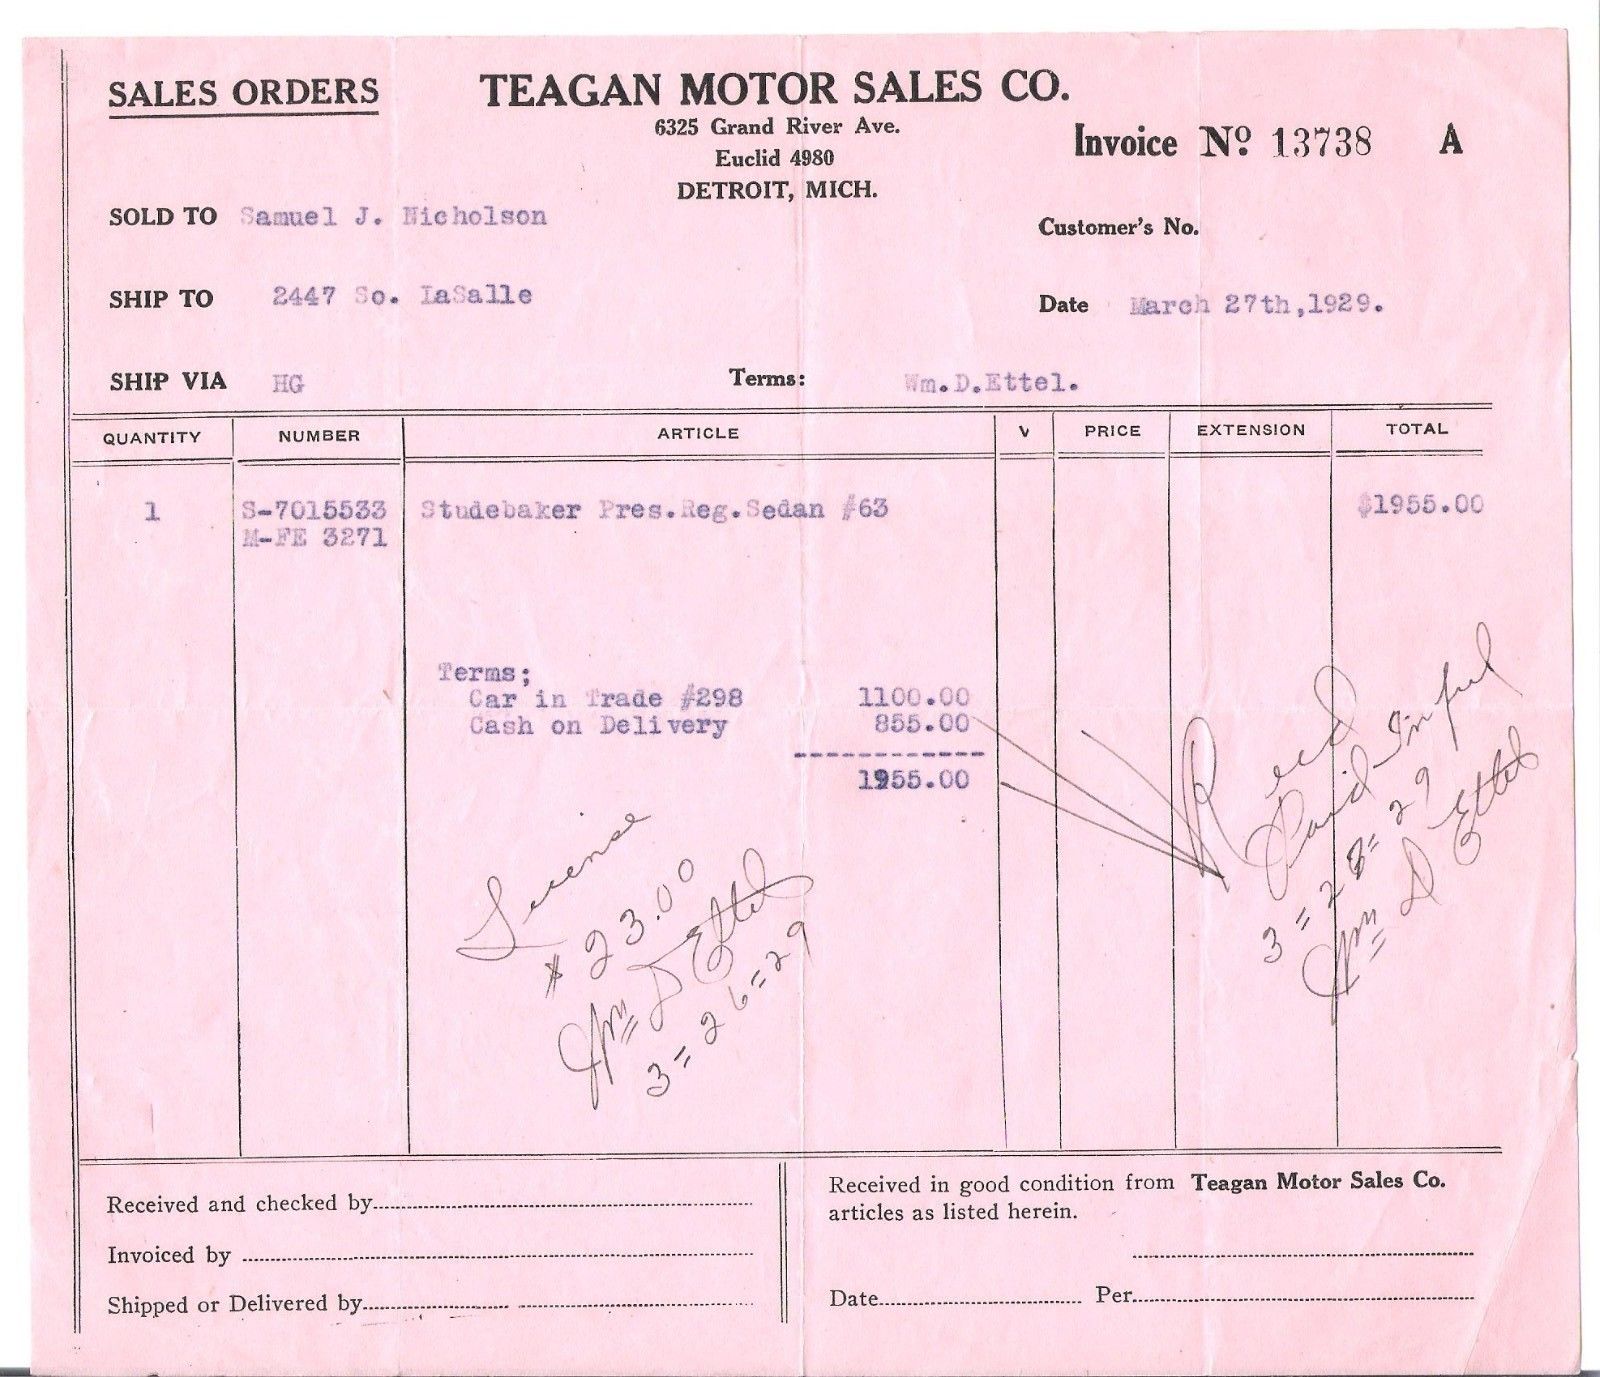 SALES ORDERS
TEAGAN MOTOR SALES CO.
6325 Grand River Ave.
Euclid 4980
DETROIT, MICH.
Invoice Nº 13738 A
SOLD TO Samuel J. Nicholson
Customer's No.
SHIP TO 2447 So. LaSalle
Date March 27th,1929.
SHIP VIA HG
Terms: Wm.D.Ettel.
QUANTITY NUMBER ARTICLE V PRICE EXTENSION TOTAL
1 S-7015533 Studebaker Pres.Reg.Sedan #63 $1955.00
M-FE 3271
Terms;
Car in Trade #298 1100.00
Cash on Delivery 855.00
-------------
1955.00
Recd
Paid In ful
3=28=29
Wm D Ettel
License
$23.00
Wm D Ettel
3=26=29
Received and checked by
Invoiced by
Shipped or Delivered by
Received in good condition from Teagan Motor Sales Co.
articles as listed herein.
Date Per